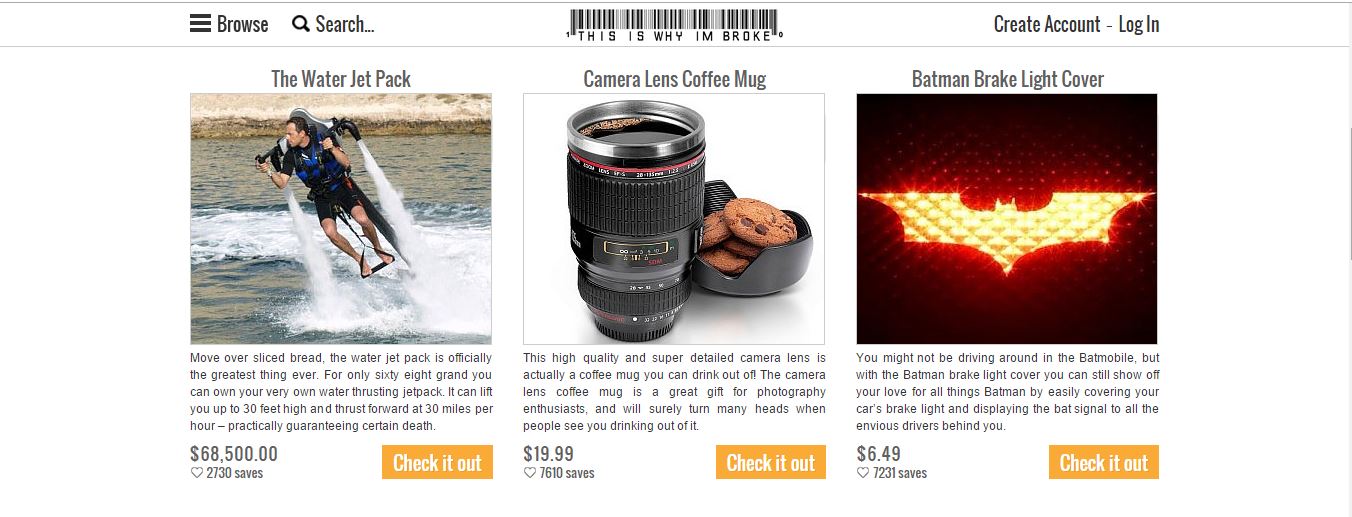 Browse Search... THIS IS WHY IM BROKE Create Account - Log In
The Water Jet Pack
Camera Lens Coffee Mug
Batman Brake Light Cover
ZOOM LENS EF-S 28-135mm
Move over sliced bread, the water jet pack is officially
the greatest thing ever. For only sixty eight grand you
can own your very own water thrusting jetpack. It can lift
you up to 30 feet high and thrust forward at 30 miles per
hour – practically guaranteeing certain death.
$68,500.00
2730 saves
Check it out
This high quality and super detailed camera lens is
actually a coffee mug you can drink out of! The camera
lens coffee mug is a great gift for photography
enthusiasts, and will surely turn many heads when
people see you drinking out of it.
$19.99
7610 saves
Check it out
You might not be driving around in the Batmobile, but
with the Batman brake light cover you can still show off
your love for all things Batman by easily covering your
car's brake light and displaying the bat signal to all the
envious drivers behind you.
$6.49
7231 saves
Check it out